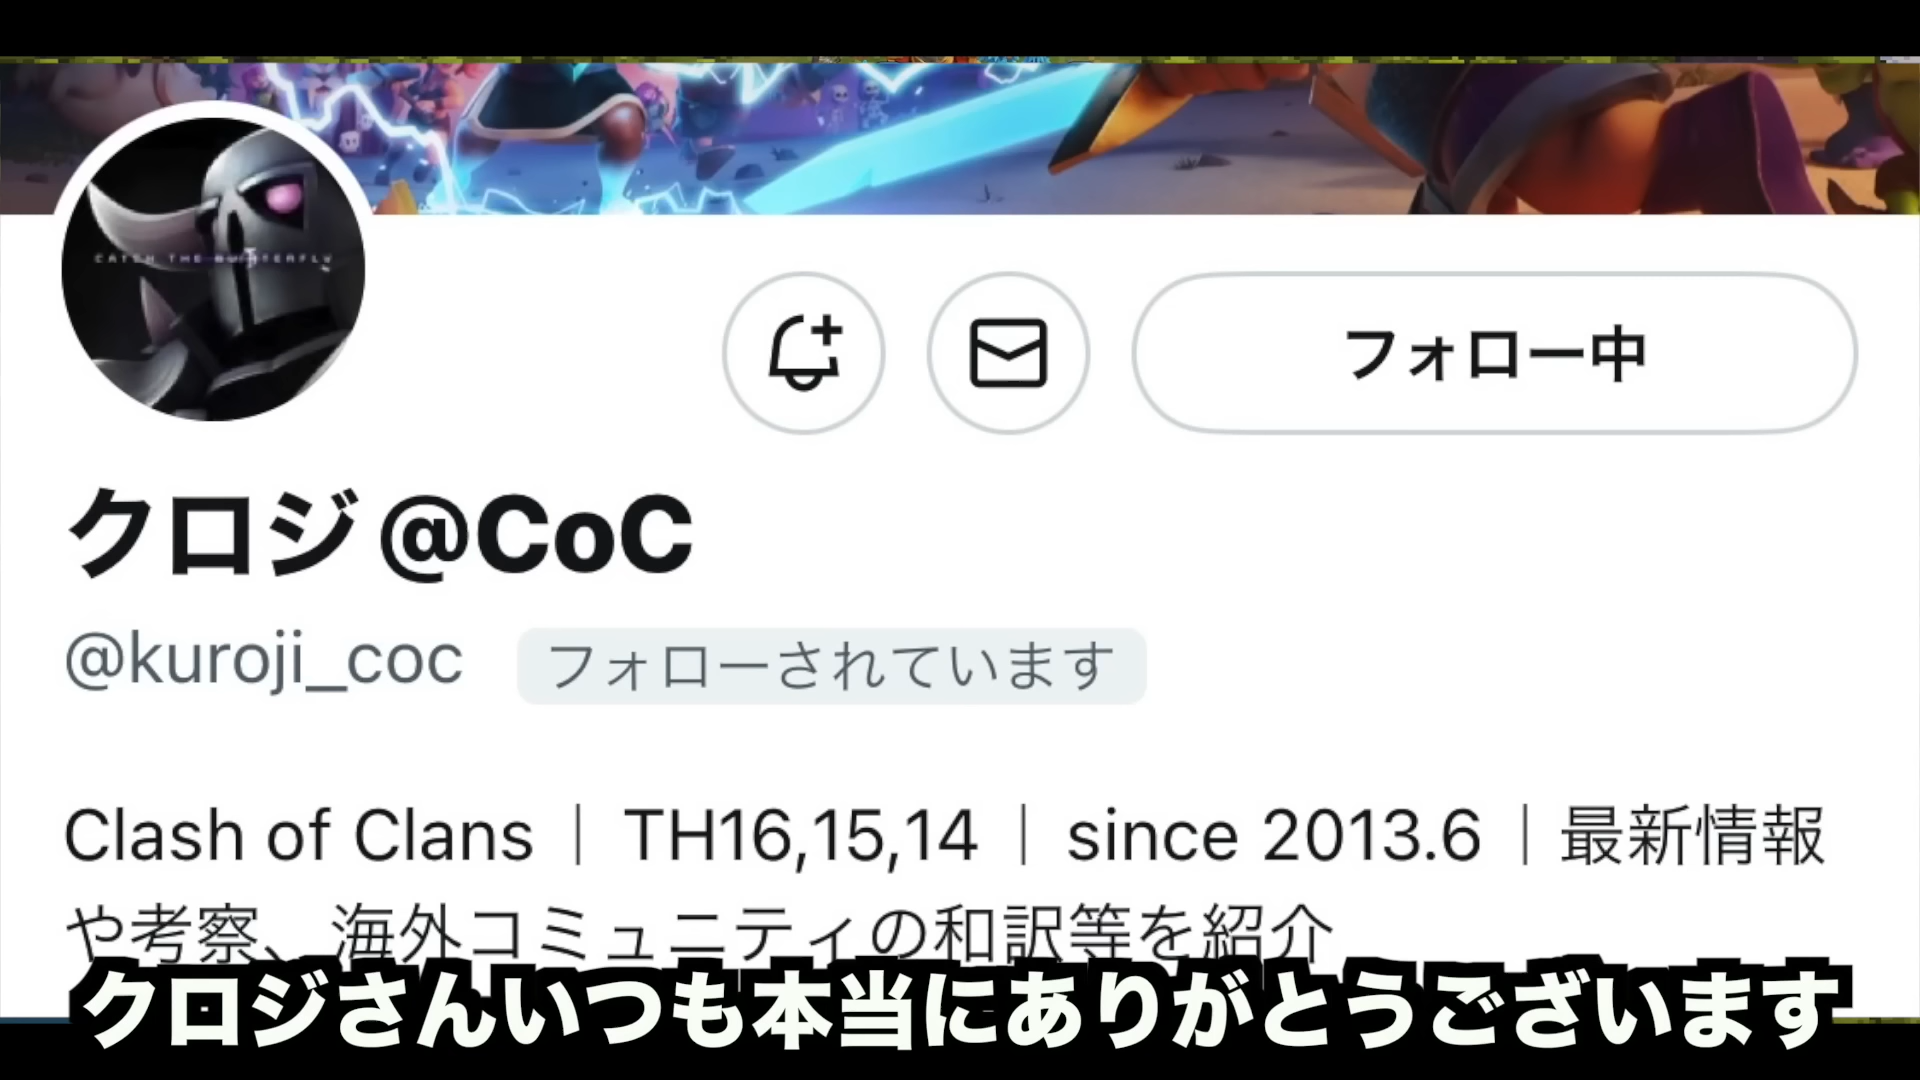 CATCH THE BUTTERFLY
フォロー中
クロジ@CoC
@kuroji_coc フォローされています
Clash of Clans｜TH16,15,14｜since 2013.6｜最新情報
や考察、海外コミュニティの和訳等を紹介
クロジさんいつも本当にありがとうございます